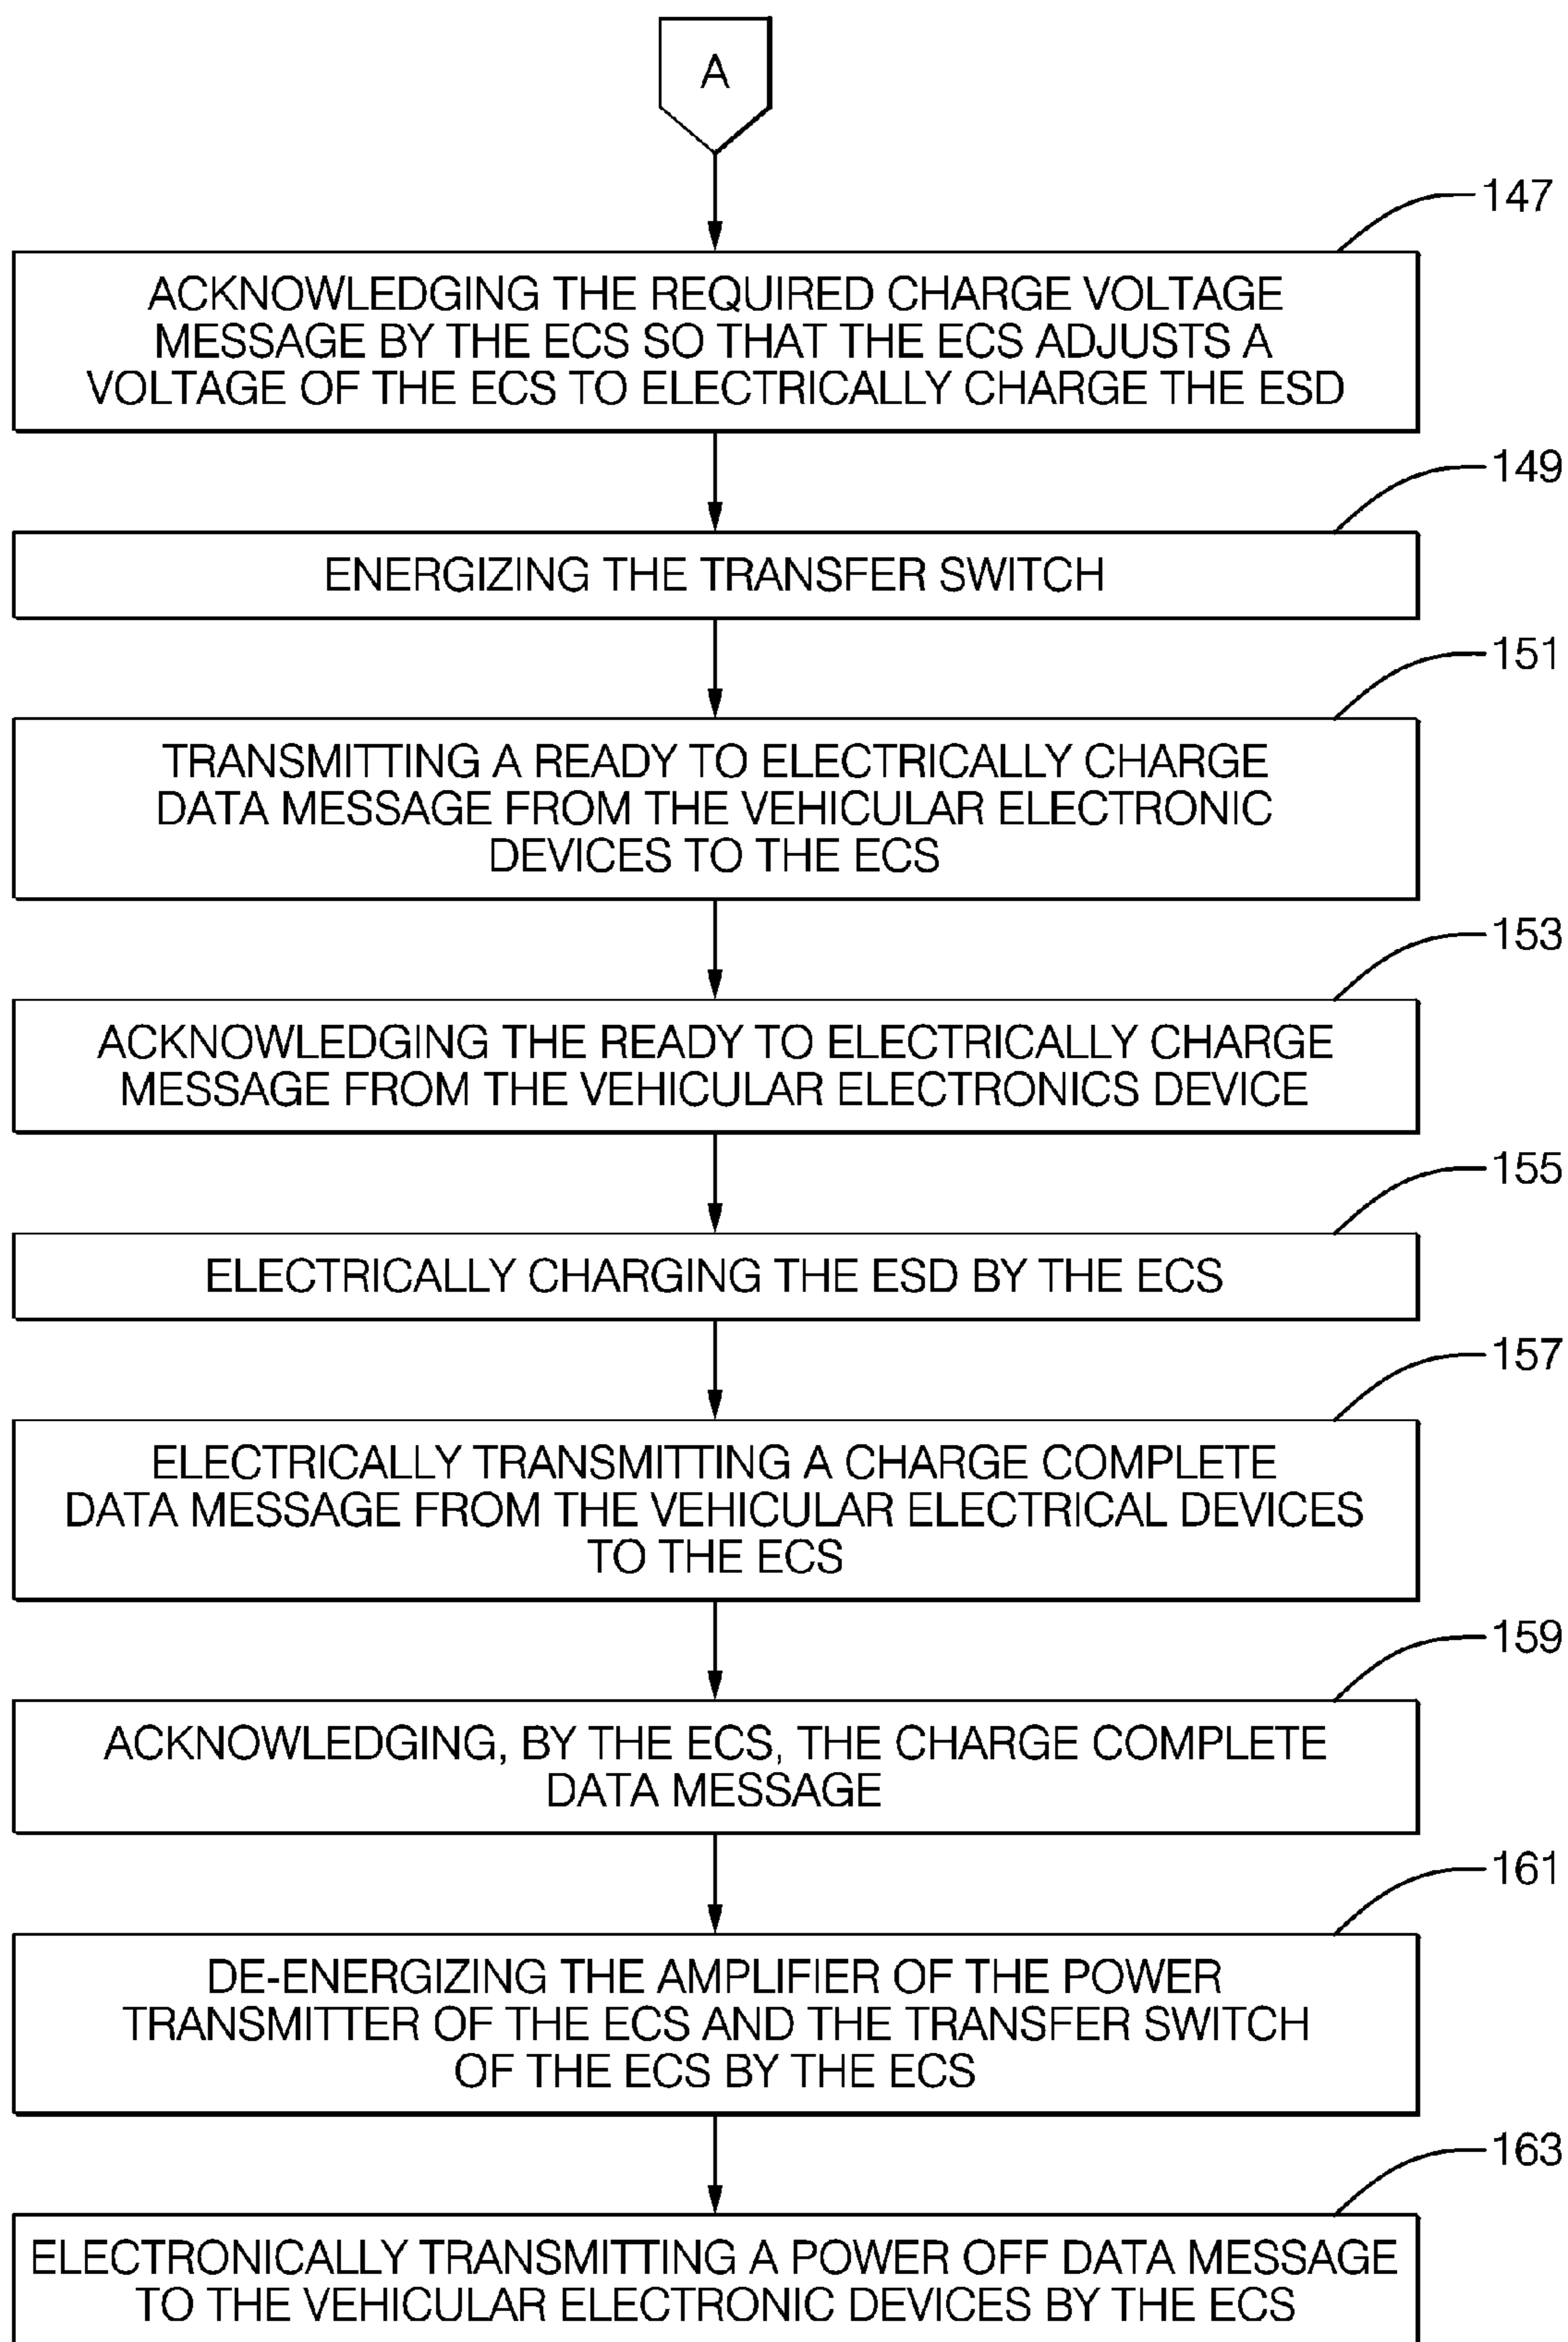 A
147
ACKNOWLEDGING THE REQUIRED CHARGE VOLTAGE
MESSAGE BY THE ECS SO THAT THE ECS ADJUSTS A
VOLTAGE OF THE ECS TO ELECTRICALLY CHARGE THE ESD
149
ENERGIZING THE TRANSFER SWITCH
151
TRANSMITTING A READY TO ELECTRICALLY CHARGE
DATA MESSAGE FROM THE VEHICULAR ELECTRONIC
DEVICES TO THE ECS
153
ACKNOWLEDGING THE READY TO ELECTRICALLY CHARGE
MESSAGE FROM THE VEHICULAR ELECTRONICS DEVICE
155
ELECTRICALLY CHARGING THE ESD BY THE ECS
157
ELECTRICALLY TRANSMITTING A CHARGE COMPLETE
DATA MESSAGE FROM THE VEHICULAR ELECTRICAL DEVICES
TO THE ECS
159
ACKNOWLEDGING, BY THE ECS, THE CHARGE COMPLETE
DATA MESSAGE
161
DE-ENERGIZING THE AMPLIFIER OF THE POWER
TRANSMITTER OF THE ECS AND THE TRANSFER SWITCH
OF THE ECS BY THE ECS
163
ELECTRONICALLY TRANSMITTING A POWER OFF DATA MESSAGE
TO THE VEHICULAR ELECTRONIC DEVICES BY THE ECS